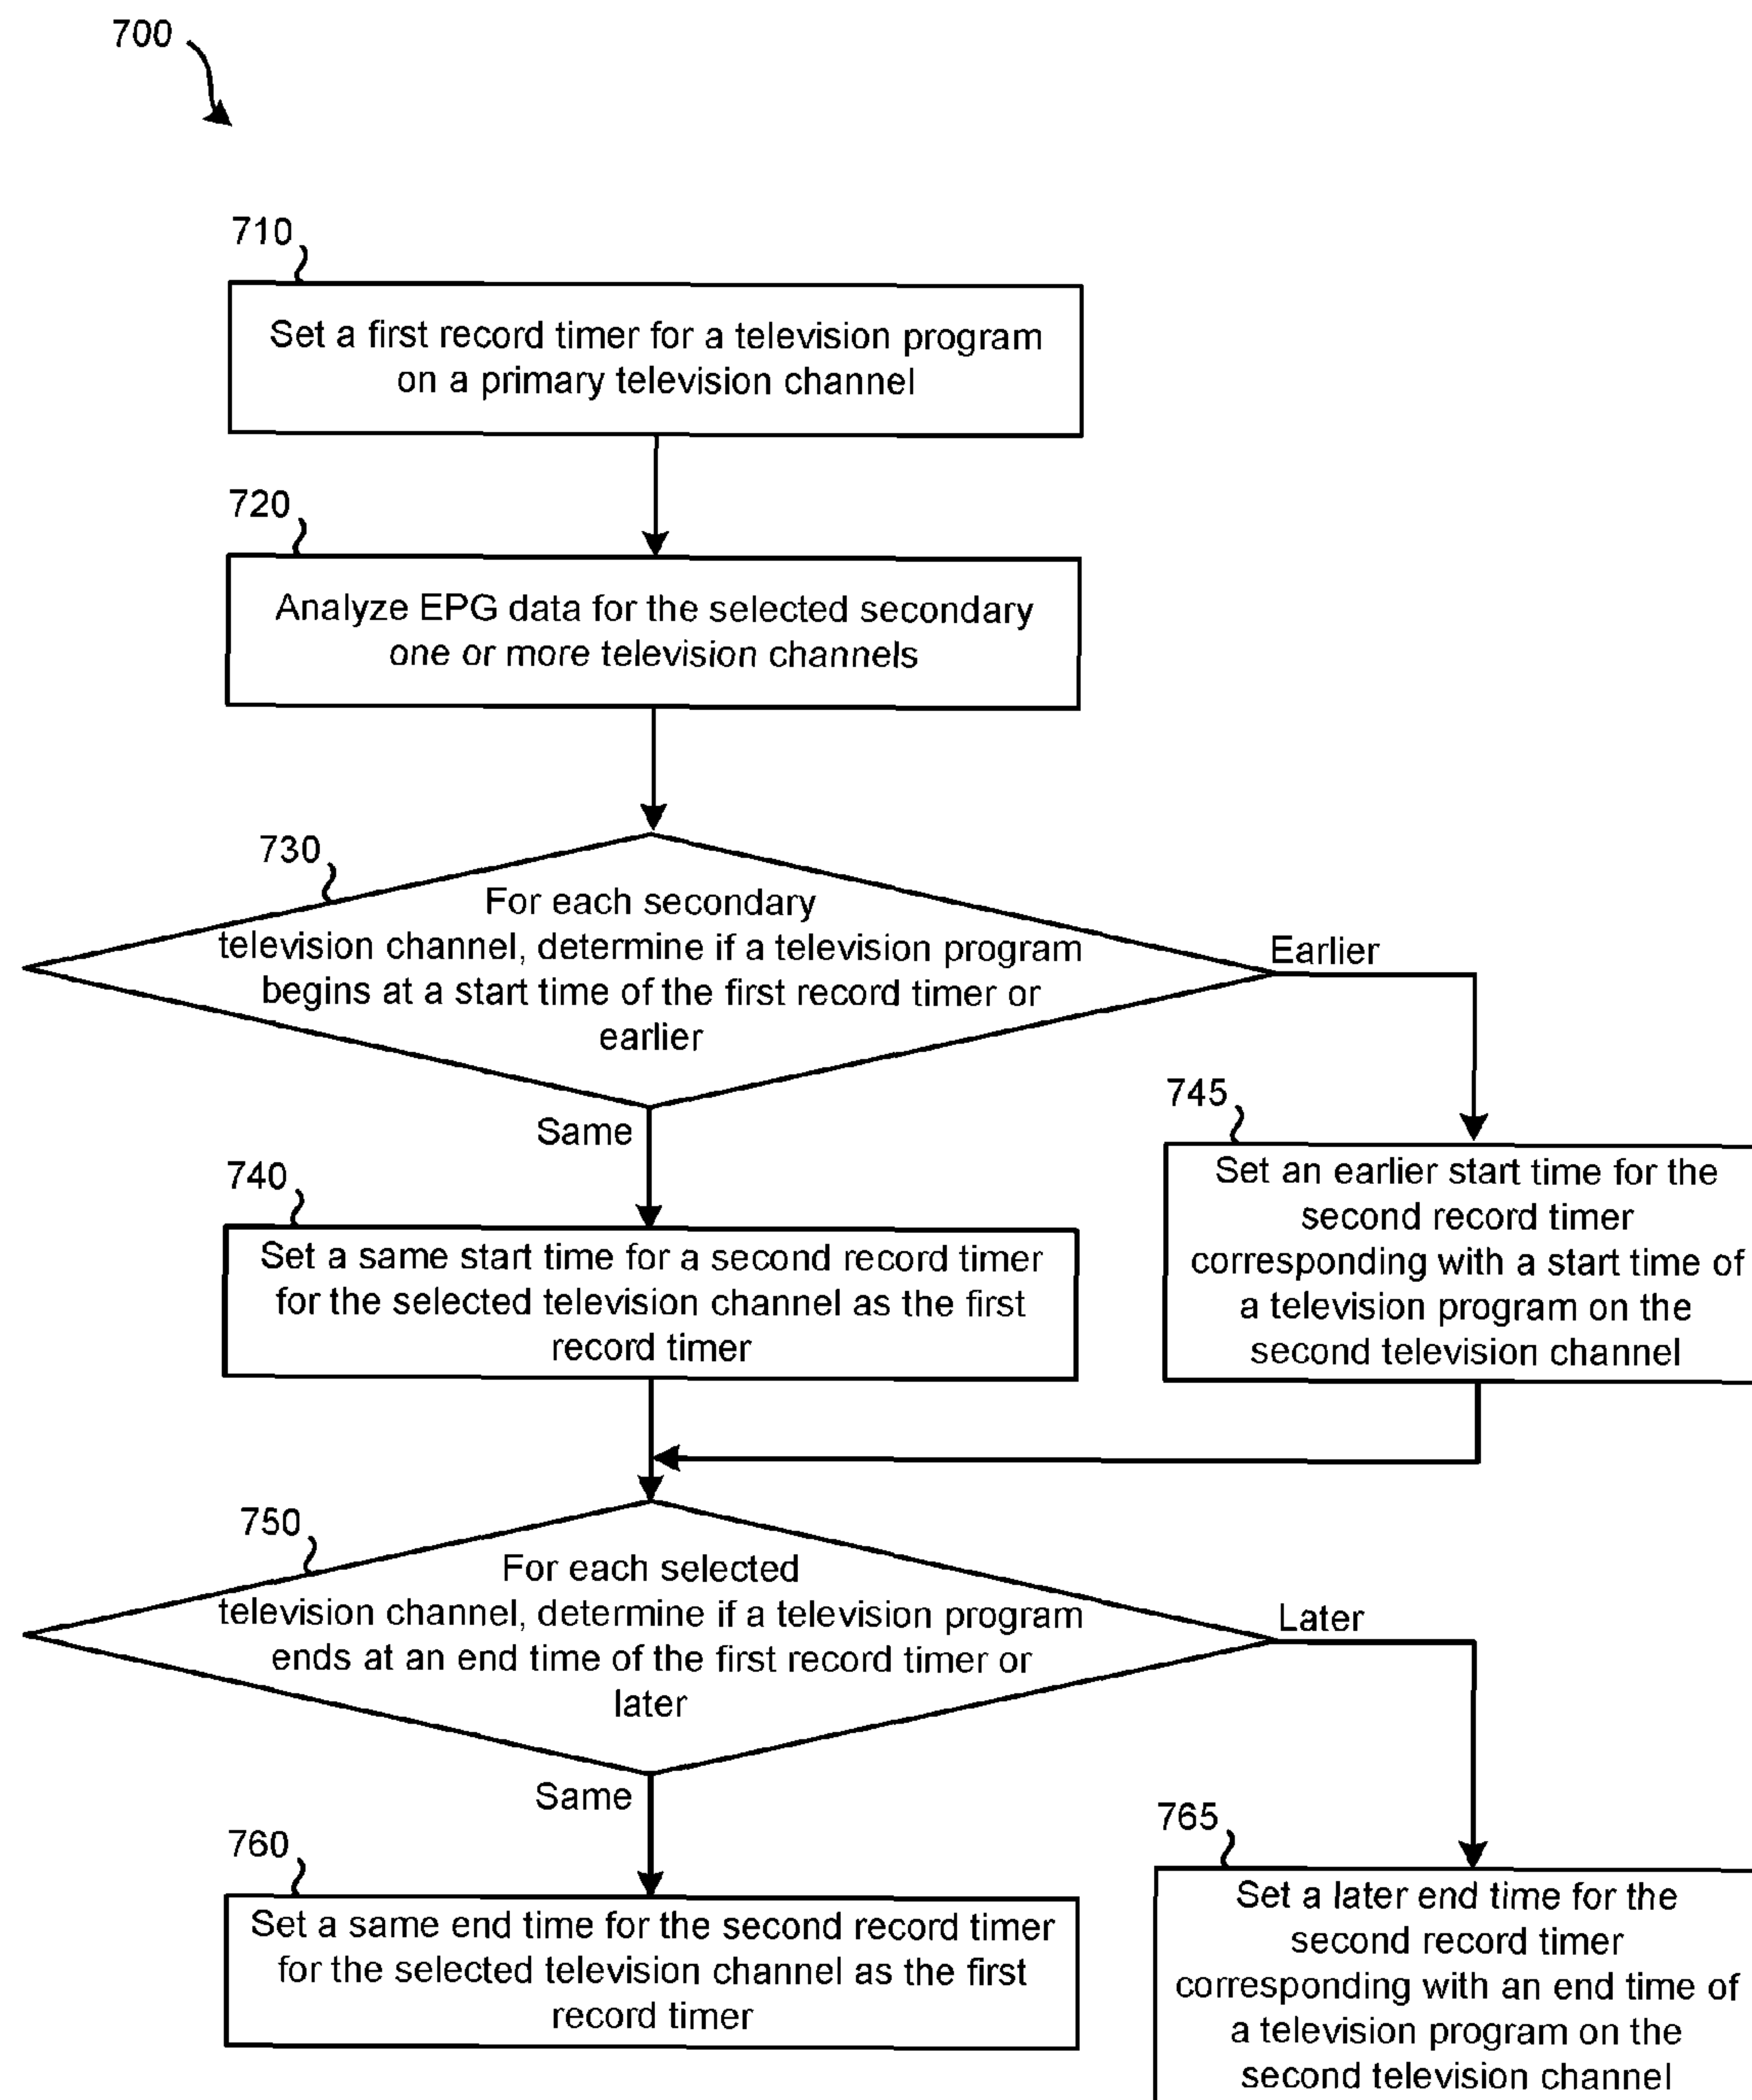 700
710
Set a first record timer for a television program
on a primary television channel
720
Analyze EPG data for the selected secondary
one or more television channels
730
For each secondary
television channel, determine if a television program
begins at a start time of the first record timer or
earlier
Earlier
Same
745
Set an earlier start time for the
second record timer
corresponding with a start time of
a television program on the
second television channel
740
Set a same start time for a second record timer
for the selected television channel as the first
record timer
750
For each selected
television channel, determine if a television program
ends at an end time of the first record timer or
later
Later
Same
765
Set a later end time for the
second record timer
corresponding with an end time of
a television program on the
second television channel
760
Set a same end time for the second record timer
for the selected television channel as the first
record timer